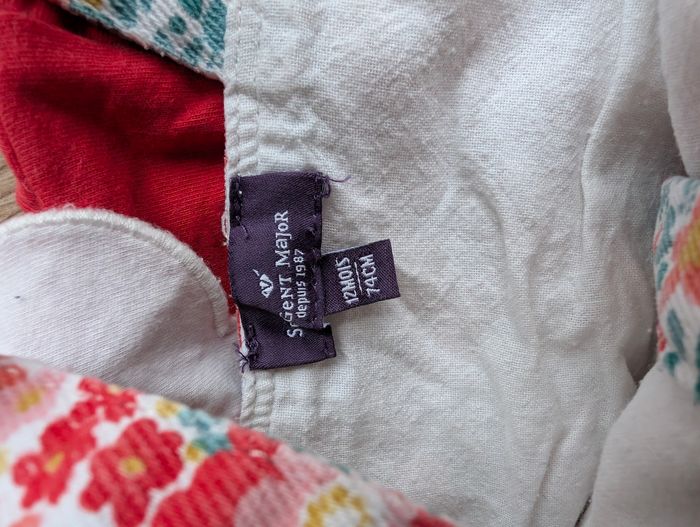 SeRGENT MaJoR
depuis 1987
12MOIS
74CM